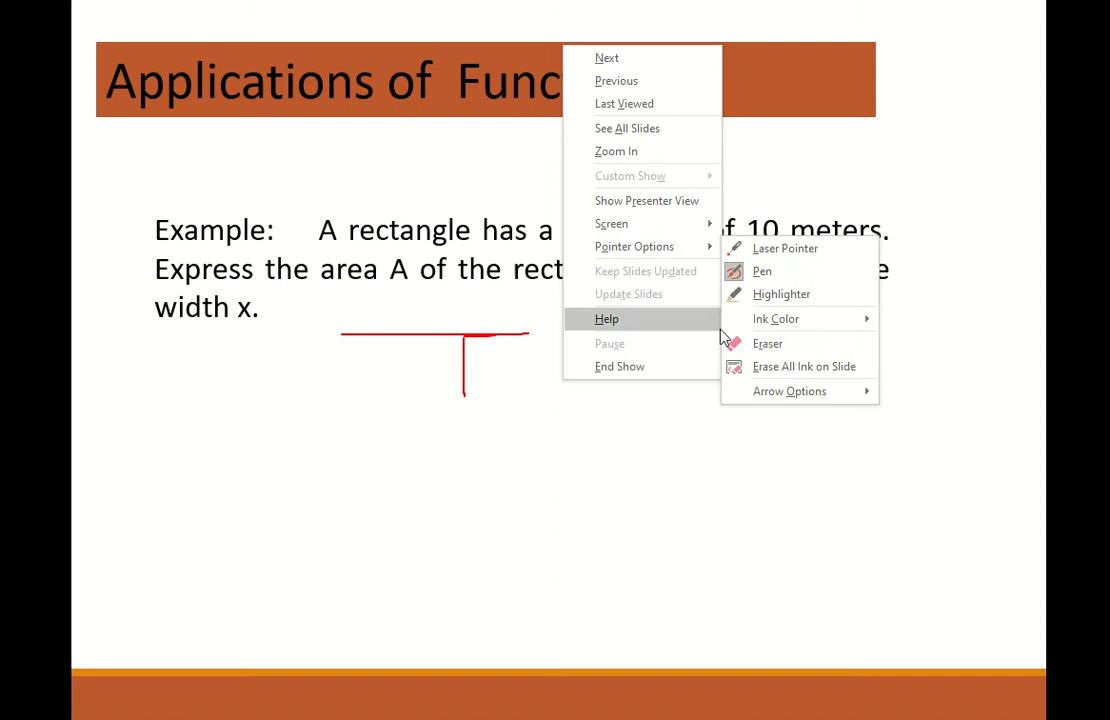 Applications of Func
Example: A rectangle has a of 10 meters.
Express the area A of the rect e
width x.
Next
Previous
Last Viewed
See All Slides
Zoom In
Custom Show
Show Presenter View
Screen
Pointer Options
Keep Slides Updated
Update Slides
Help
Pause
End Show
Laser Pointer
Pen
Highlighter
Ink Color
Eraser
Erase All Ink on Slide
Arrow Options